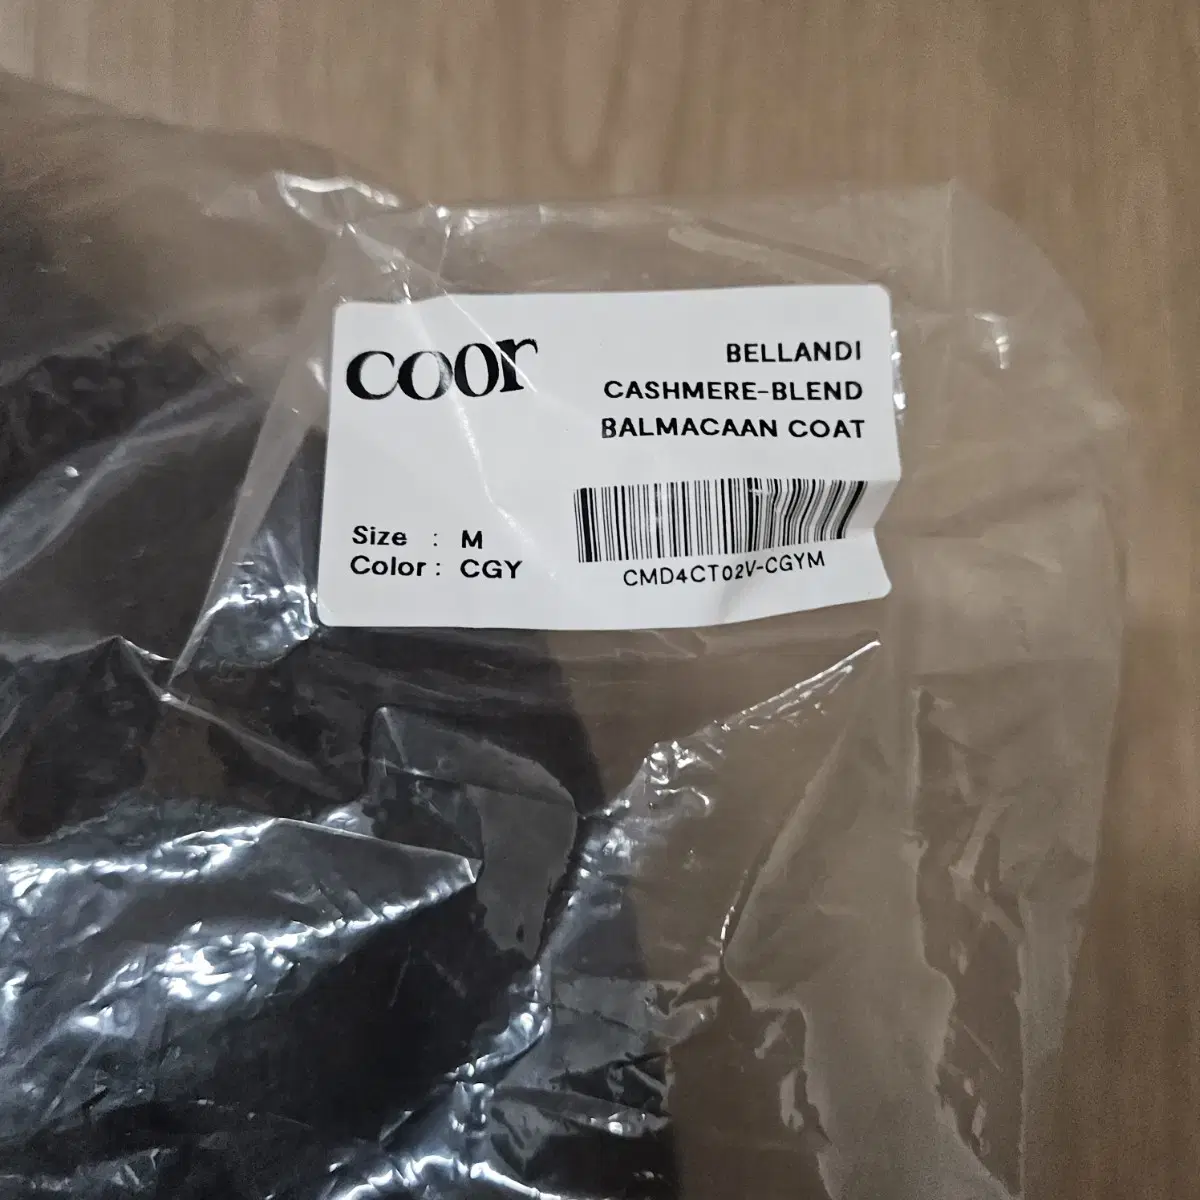 coor
BELLANDI
CASHMERE-BLEND
BALMACAAN COAT
Size : M
Color : CGY
CMD4CT02V-CGYM